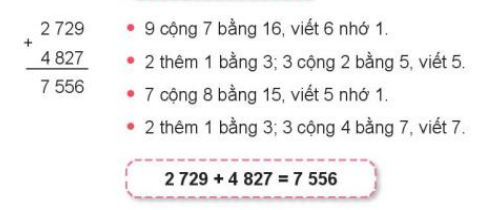 2 729
+
4 827
7 556
• 9 cộng 7 bằng 16, viết 6 nhớ 1.
• 2 thêm 1 bằng 3; 3 cộng 2 bằng 5, viết 5.
• 7 cộng 8 bằng 15, viết 5 nhớ 1.
• 2 thêm 1 bằng 3; 3 cộng 4 bằng 7, viết 7.
2 729 + 4 827 = 7 556